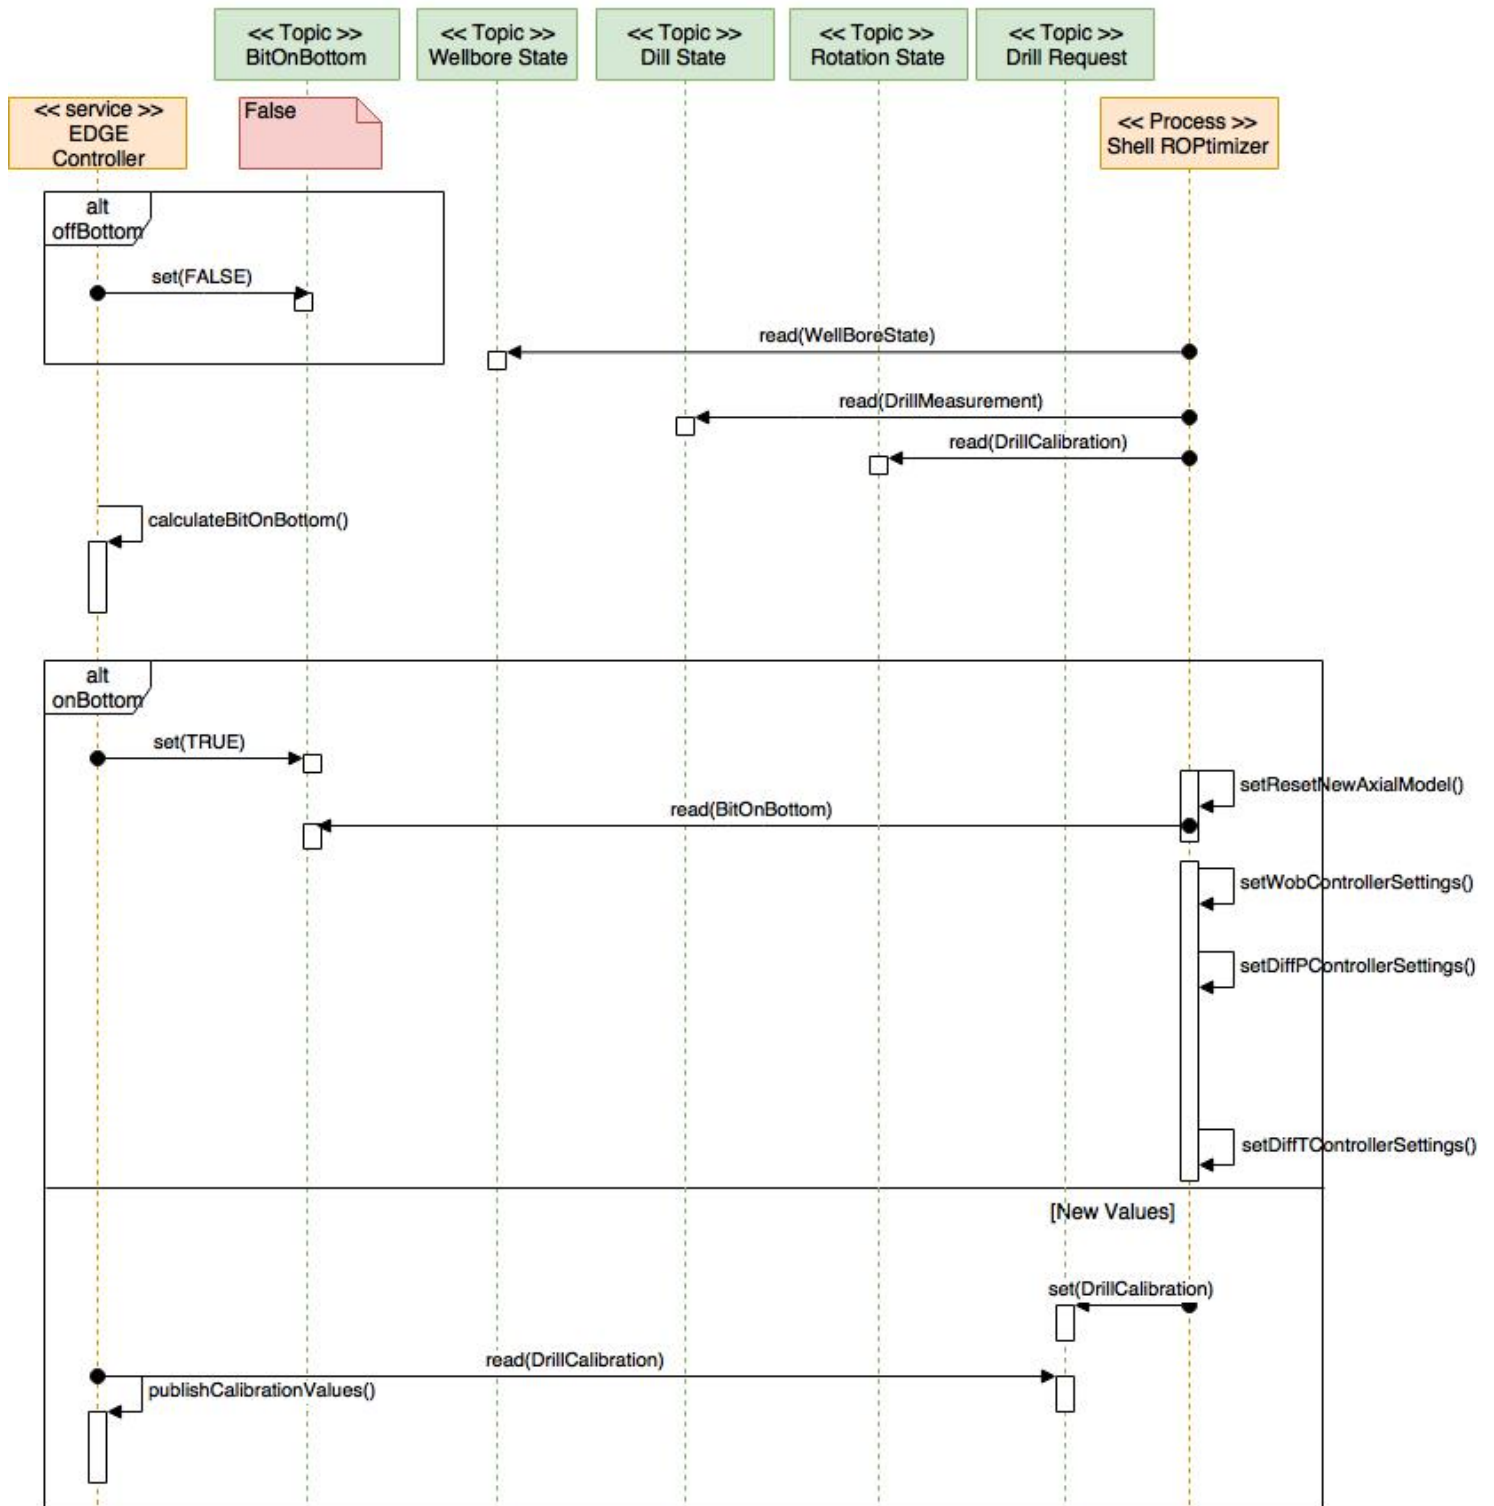 << Topic >>
BitOnBottom
<< Topic >>
Wellbore State
<< Topic >>
Dill State
<< Topic >>
Rotation State
<< Topic >>
Drill Request
<< service >>
EDGE
Controller
False
<< Process >>
Shell ROPtimizer
alt
offBottom
set(FALSE)
read(WellBoreState)
read(DrillMeasurement)
read(DrillCalibration)
calculateBitOnBottom()
alt
onBottom
set(TRUE)
setResetNewAxialModel()
read(BitOnBottom)
setWobControllerSettings()
setDiffPControllerSettings()
setDiffTControllerSettings()
[New Values]
set(DrillCalibration)
read(DrillCalibration)
publishCalibrationValues()